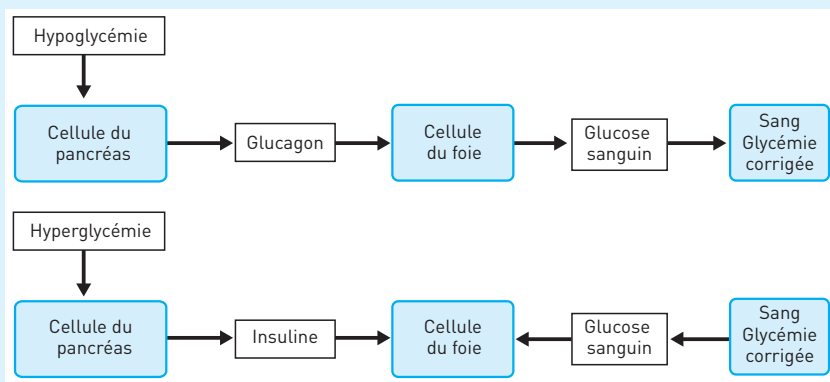 Hypoglycémie
Cellule du
pancréas
Glucagon
Cellule
du foie
Glucose
sanguin
Sang
Glycémie
corrigée
Hyperglycémie
Cellule du
pancréas
Insuline
Cellule
du foie
Glucose
sanguin
Sang
Glycémie
corrigée